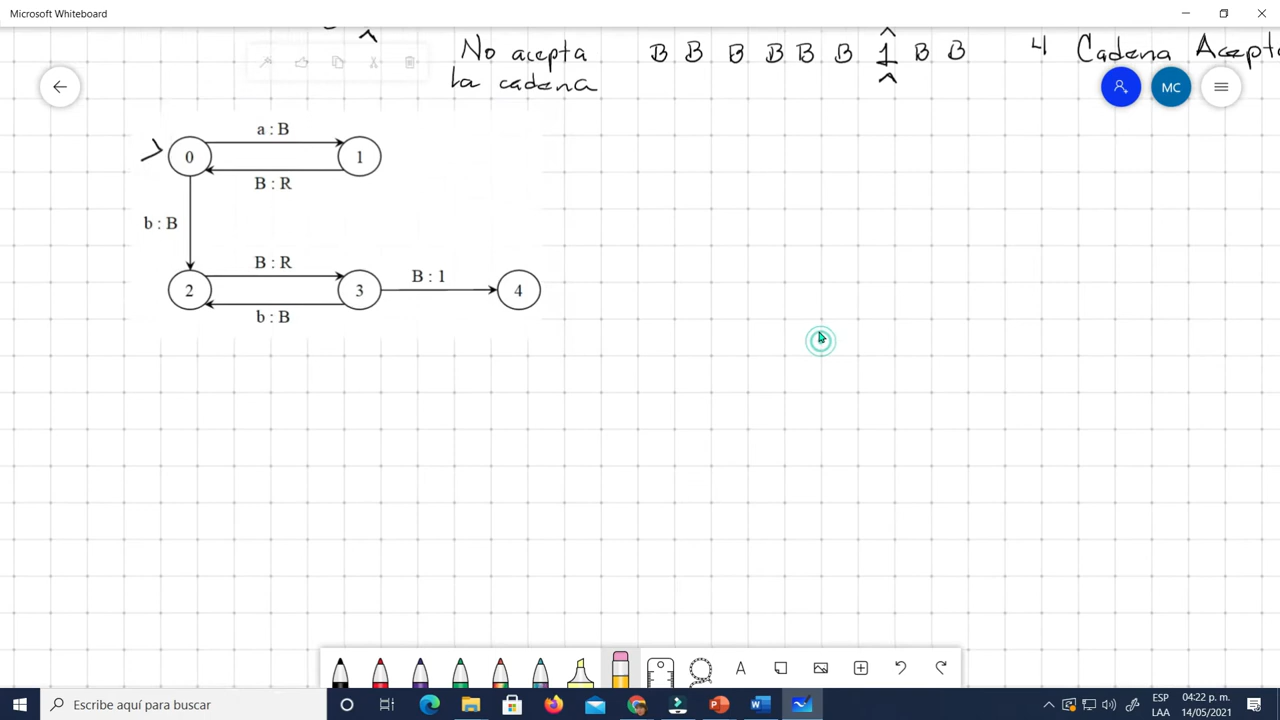 Microsoft Whiteboard
No acepta
la cadena
B B B B B B 1 B B
4 Cadena Acept
MC
a : B
0
1
B : R
b : B
B : R
B : 1
2
3
4
b : B
A
Escribe aquí para buscar
ESP
LAA
04:22 p. m.
14/05/2021